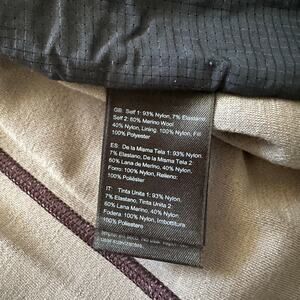 GB: Self 1: 93% Nylon, 7% Elastane
Self 2: 60% Merino Wool
40% Nylon, Lining: 100% Nylon, Fill:
100% Polyester
ES: De la Misma Tela 1: 93% Nylon,
7% Elastano, De la Misma Tela 2:
60% Lana de Merino, 40% Nylon,
Forro: 100% Nylon, Relleno:
100% Poliéster
IT: Tinta Unita 1: 93% Nylon,
7% Elastano, Tinta Unita 2:
60% Lana di Merino, 40% Nylon,
Fodera: 100% Nylon, Imbottitura:
100% Poliestere